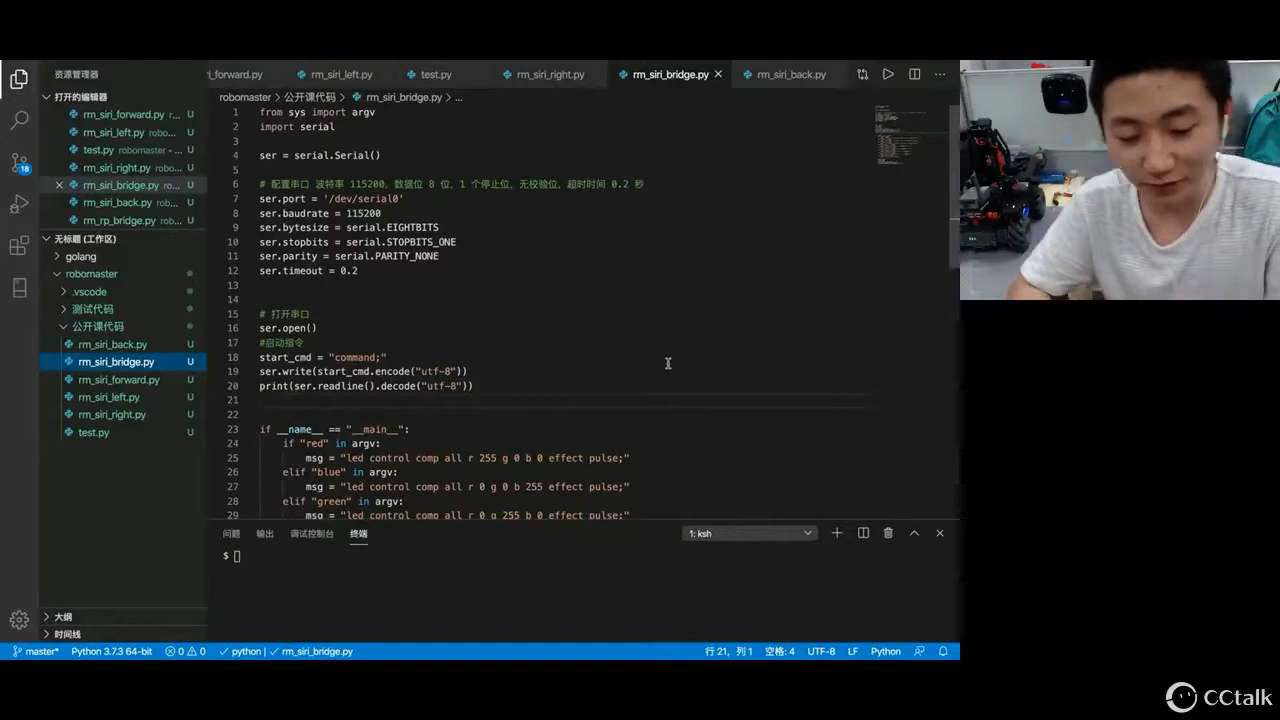 资源管理器
打开的编辑器
rm_siri_forward.py r... U
rm_siri_left.py robo... U
test.py robomaster • ... U
rm_siri_right.py rob... U
rm_siri_bridge.py ro... U
rm_siri_back.py rob... U
rm_rp_bridge.py rob... U
无标题 (工作区)
golang
robomaster
.vscode
测试代码
公开课代码
rm_siri_back.py U
rm_siri_bridge.py U
rm_siri_forward.py U
rm_siri_left.py U
rm_siri_right.py U
test.py U
大纲
时间线
18
i_forward.py rm_siri_left.py test.py rm_siri_right.py rm_siri_bridge.py rm_siri_back.py
robomaster > 公开课代码 > rm_siri_bridge.py > ...
1 from sys import argv
2 import serial
3
4 ser = serial.Serial()
5
6 # 配置串口 波特率 115200，数据位 8 位，1 个停止位，无校验位，超时时间 0.2 秒
7 ser.port = '/dev/serial0'
8 ser.baudrate = 115200
9 ser.bytesize = serial.EIGHTBITS
10 ser.stopbits = serial.STOPBITS_ONE
11 ser.parity = serial.PARITY_NONE
12 ser.timeout = 0.2
13
14
15 # 打开串口
16 ser.open()
17 #启动指令
18 start_cmd = "command;"
19 ser.write(start_cmd.encode("utf-8"))
20 print(ser.readline().decode("utf-8"))
21
22
23 if __name__ == "__main__":
24 if "red" in argv:
25 msg = "led control comp all r 255 g 0 b 0 effect pulse;"
26 elif "blue" in argv:
27 msg = "led control comp all r 0 g 0 b 255 effect pulse;"
28 elif "green" in argv:
29 msg = "led control comp all r 0 g 255 b 0 effect pulse;"
问题 输出 调试控制台 终端 1: ksh
$
master* Python 3.7.3 64-bit 0 0 python | rm_siri_bridge.py 行 21, 列 1 空格: 4 UTF-8 LF Python
CCtalk